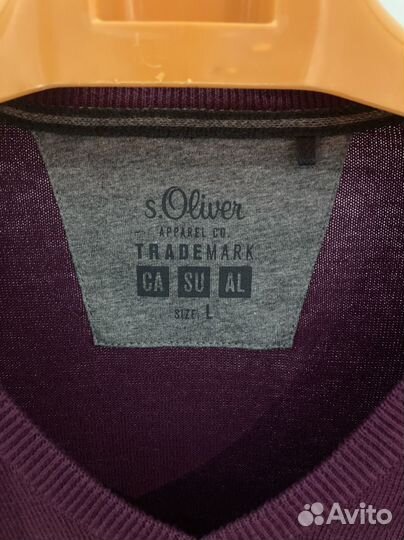 s.Oliver
APPAREL CO.
TRADEMARK
CA SU AL
SIZE: L
Avito